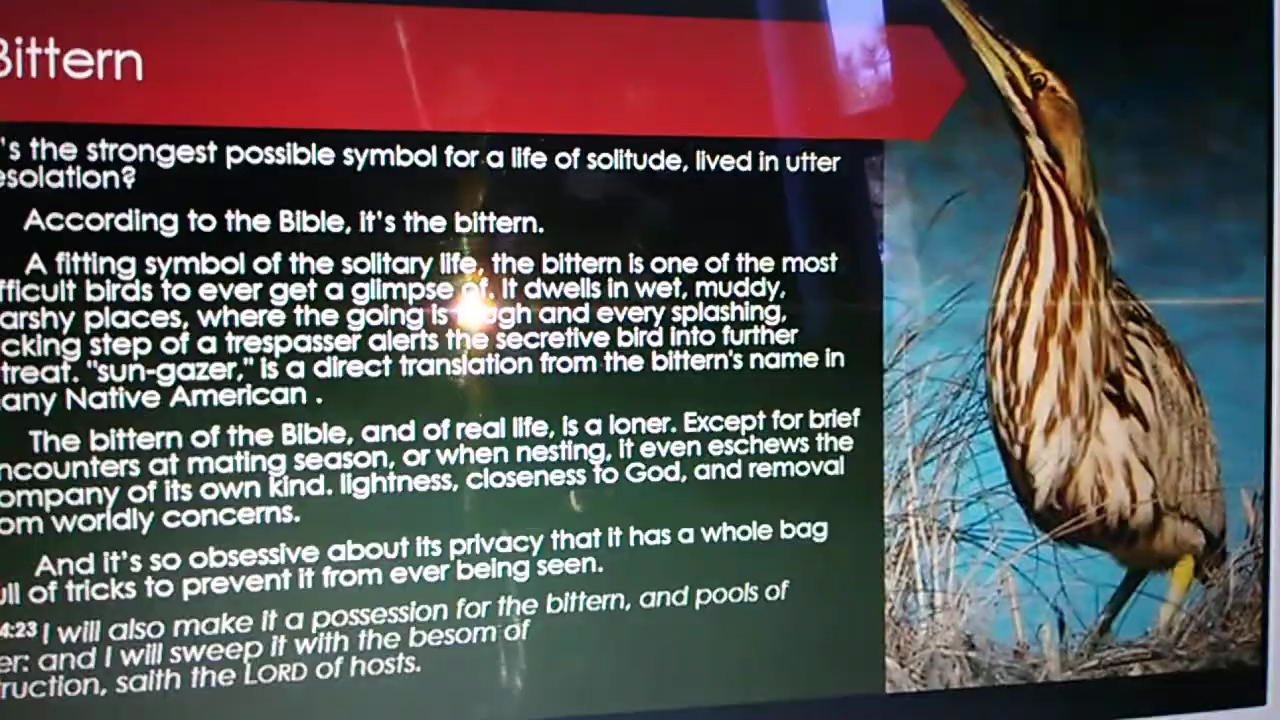 Bittern
's the strongest possible symbol for a life of solitude, lived in utter
esolation?
According to the Bible, it's the bittern.
A fitting symbol of the solitary life, the bittern is one of the most
fficult birds to ever get a glimpse of. It dwells in wet, muddy,
arshy places, where the going is and every splashing,
cking step of a trespasser alerts the secretive bird into further
treat. "sun-gazer," is a direct translation from the bittern's name in
any Native American .
The bittern of the Bible, and of real life, is a loner. Except for brief
ncounters at mating season, or when nesting, it even eschews the
ompany of its own kind. lightness, closeness to God, and removal
om worldly concerns.
And it's so obsessive about its privacy that it has a whole bag
ull of tricks to prevent it from ever being seen.
4:23 I will also make it a possession for the bittern, and pools of
er: and I will sweep it with the besom of
ruction, saith the LORD of hosts.